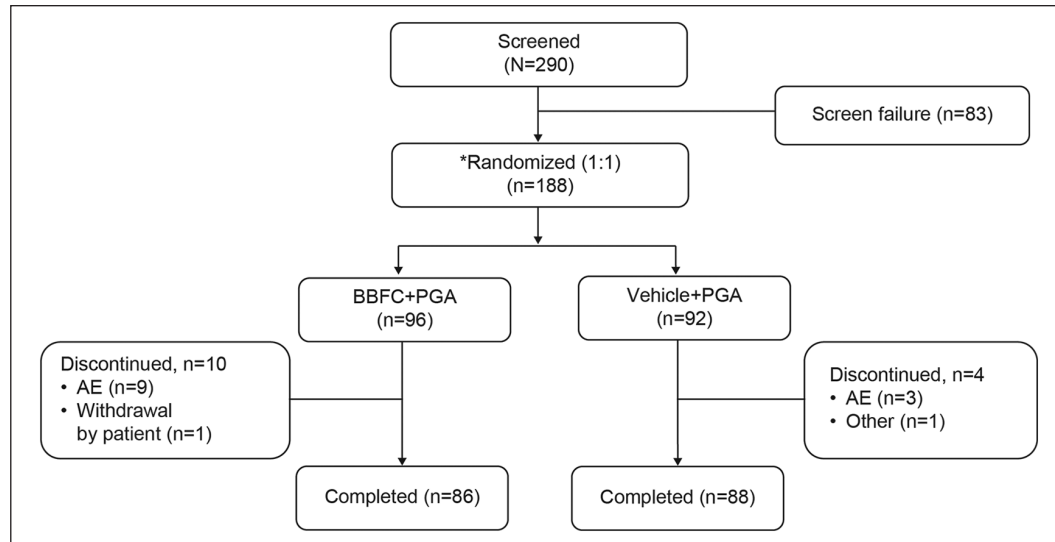 Screened
(N=290)
Screen failure (n=83)
*Randomized (1:1)
(n=188)
BBFC+PGA
(n=96)
Vehicle+PGA
(n=92)
Discontinued, n=10
• AE (n=9)
• Withdrawal
by patient (n=1)
Discontinued, n=4
• AE (n=3)
• Other (n=1)
Completed (n=86)
Completed (n=88)